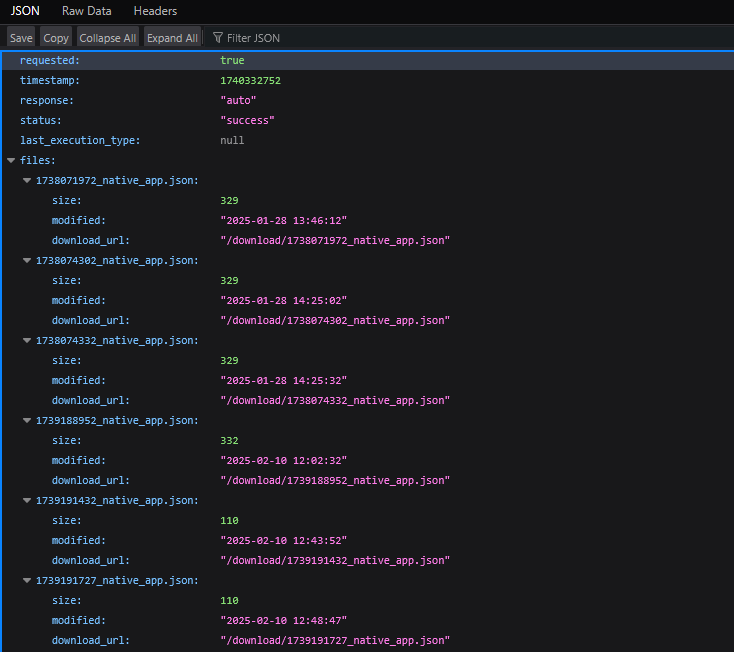 JSON Raw Data Headers
Save Copy Collapse All Expand All Filter JSON
requested: true
timestamp: 1740332752
response: "auto"
status: "success"
last_execution_type: null
files:
1738071972_native_app.json:
size: 329
modified: "2025-01-28 13:46:12"
download_url: "/download/1738071972_native_app.json"
1738074302_native_app.json:
size: 329
modified: "2025-01-28 14:25:02"
download_url: "/download/1738074302_native_app.json"
1738074332_native_app.json:
size: 329
modified: "2025-01-28 14:25:32"
download_url: "/download/1738074332_native_app.json"
1739188952_native_app.json:
size: 332
modified: "2025-02-10 12:02:32"
download_url: "/download/1739188952_native_app.json"
1739191432_native_app.json:
size: 110
modified: "2025-02-10 12:43:52"
download_url: "/download/1739191432_native_app.json"
1739191727_native_app.json:
size: 110
modified: "2025-02-10 12:48:47"
download_url: "/download/1739191727_native_app.json"